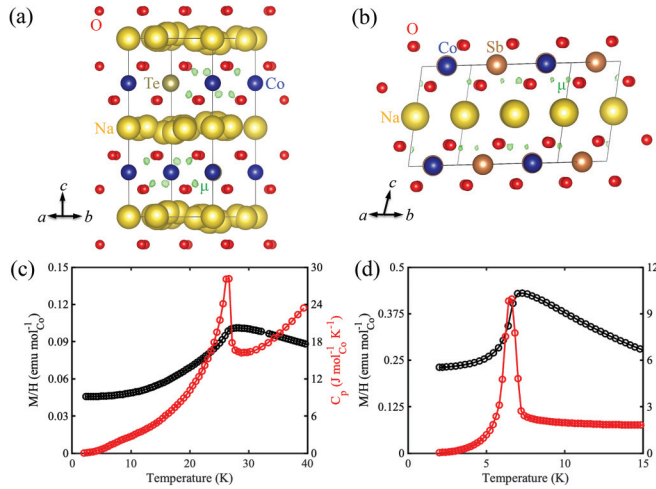 (a)
O
Te
Co
Na
μ
c
a
b
(b)
O
Co
Sb
μ
Na
c
a
b
(c)
0.15
0.12
0.09
0.06
0.03
0
M/H (emu mol⁻¹Co)
30
24
18
12
6
0
Cp (J mol⁻¹Co K⁻¹)
0
10
20
30
40
Temperature (K)
(d)
0.5
0.375
0.25
0.125
0
M/H (emu mol⁻¹Co)
12
9
6
3
0
0
5
10
15
Temperature (K)